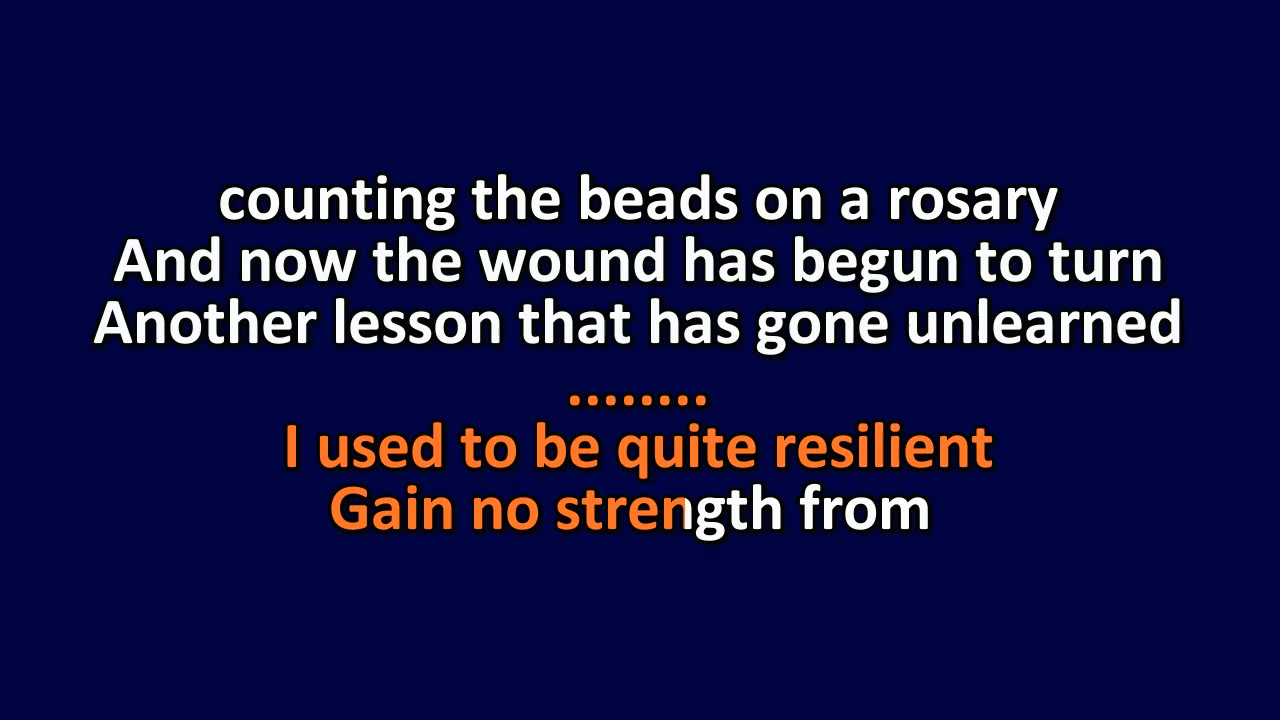 counting the beads on a rosary
And now the wound has begun to turn
Another lesson that has gone unlearned
........
I used to be quite resilient
Gain no strength from